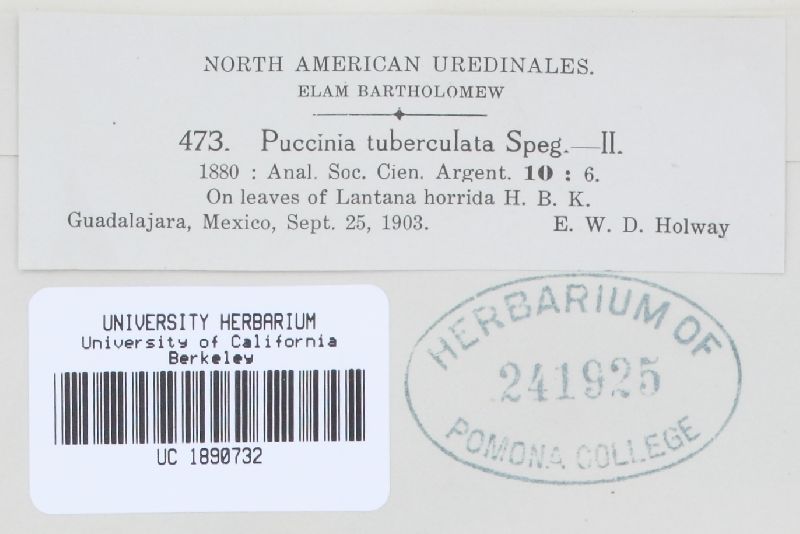 NORTH AMERICAN UREDINALES.
ELAM BARTHOLOMEW
473. Puccinia tuberculata Speg.—II.
1880 : Anal. Soc. Cien. Argent. 10 : 6.
On leaves of Lantana horrida H. B. K.
Guadalajara, Mexico, Sept. 25, 1903. E. W. D. Holway
UNIVERSITY HERBARIUM
University of California
Berkeley
UC 1890732
HERBARIUM OF
241925
POMONA COLLEGE